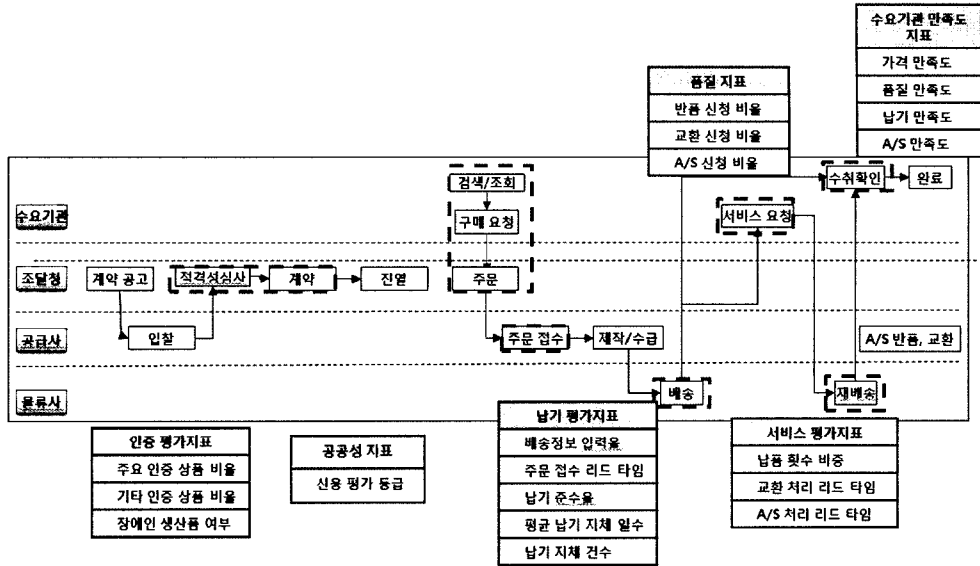 수요기관 만족도
지표
가격 만족도
품질 만족도
납기 만족도
A/S 만족도
품질 지표
반품 신청 비율
교환 신청 비율
A/S 신청 비율
수요기관
검색/조회
구매 요청
서비스 요청
수취확인
완료
조달청
계약 공고
적격성심사
계약
진열
주문
공급사
입찰
주문 접수
제작/수급
A/S 반품, 교환
물류사
배송
재배송
인증 평가지표
주요 인증 상품 비율
기타 인증 상품 비율
장애인 생산품 여부
공공성 지표
신용 평가 등급
납기 평가지표
배송정보 입력율
주문 접수 리드 타임
납기 준수율
평균 납기 지체 일수
납기 지체 건수
서비스 평가지표
납품 횟수 비중
교환 처리 리드 타임
A/S 처리 리드 타임